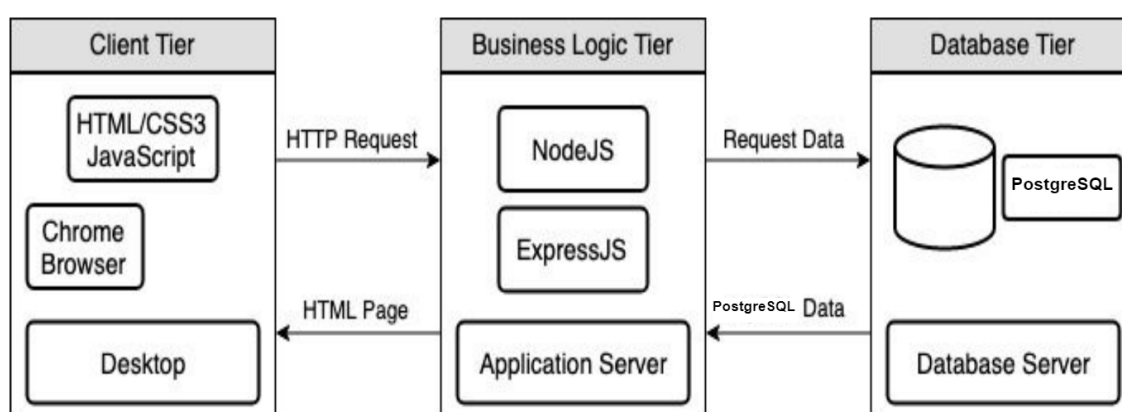 Client Tier
HTML/CSS3
JavaScript
Chrome
Browser
Desktop
HTTP Request
HTML Page
Business Logic Tier
NodeJS
ExpressJS
Application Server
Request Data
PostgreSQL Data
Database Tier
PostgreSQL
Database Server